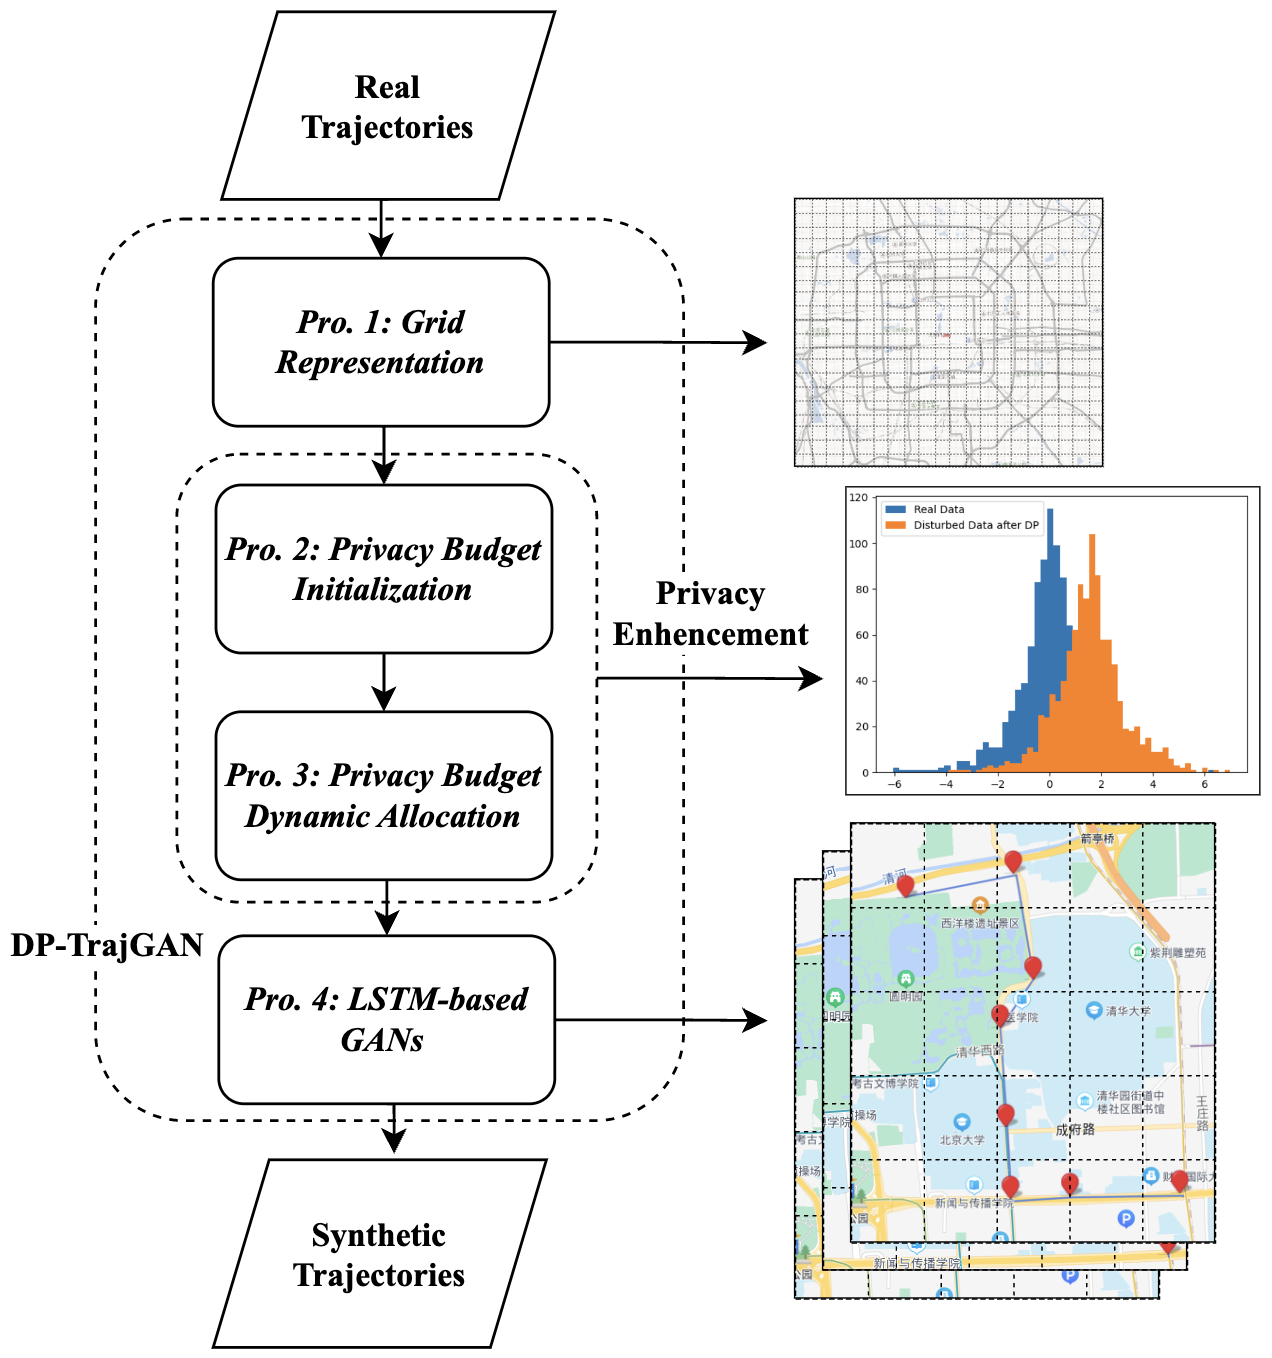 Real
Trajectories
Pro. 1: Grid
Representation
Pro. 2: Privacy Budget
Initialization
Privacy
Enhencement
Pro. 3: Privacy Budget
Dynamic Allocation
DP-TrajGAN
Pro. 4: LSTM-based
GANs
Synthetic
Trajectories
Real Data
Disturbed Data after DP
120
100
80
60
40
20
0
−6
−4
−2
0
2
4
6
箭亭桥
清河
河
西洋楼遗址景区
紫荆雕塑苑
圆明园
明园
医学院
清华大学
清华西路
考古文博学院
清华园街道中
楼社区图书馆
王庄路
操场
学院
成府路
北京大学
考古
操场
财
国际
新闻与传播学院
公园
P
新闻与传播学院
公园
P